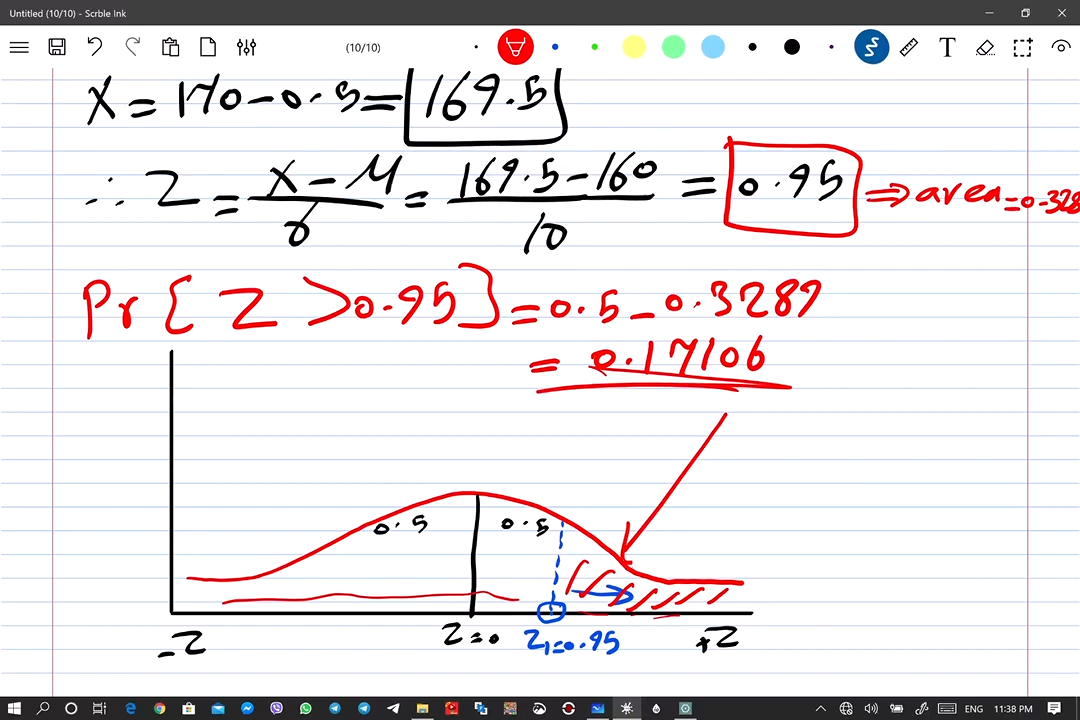 Untitled (10/10) - Scrble Ink
(10/10)
X = 170 - 0.5 = 169.5
∴ Z = X - M / σ = 169.5 - 160 / 10 = 0.95 ⇒ area = 0.328
Pr { Z > 0.95 } = 0.5 - 0.3289
= 0.17106
0.5 0.5
-Z Z=0 Z1=0.95 +Z
ENG 11:38 PM